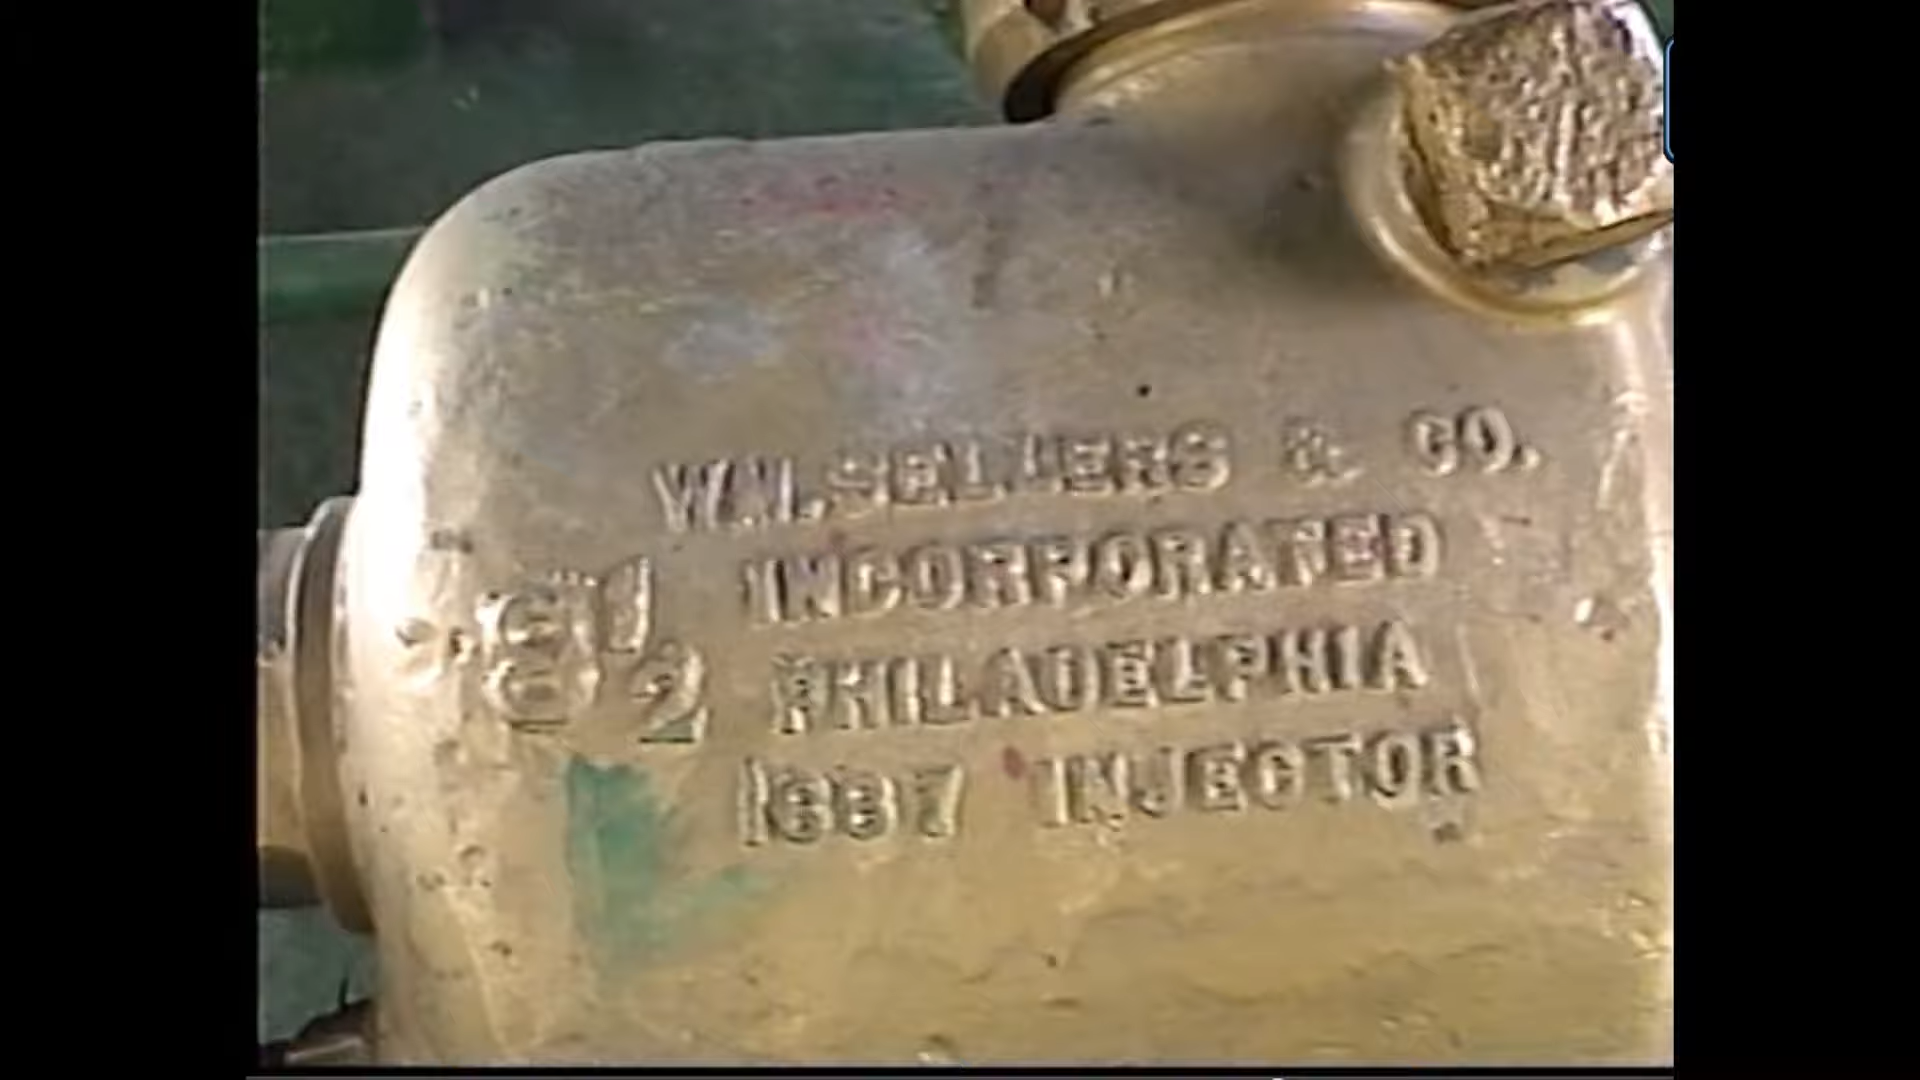 WM. SELLERS & CO.
INCORPORATED
8 1/2
PHILADELPHIA
1887 INJECTOR